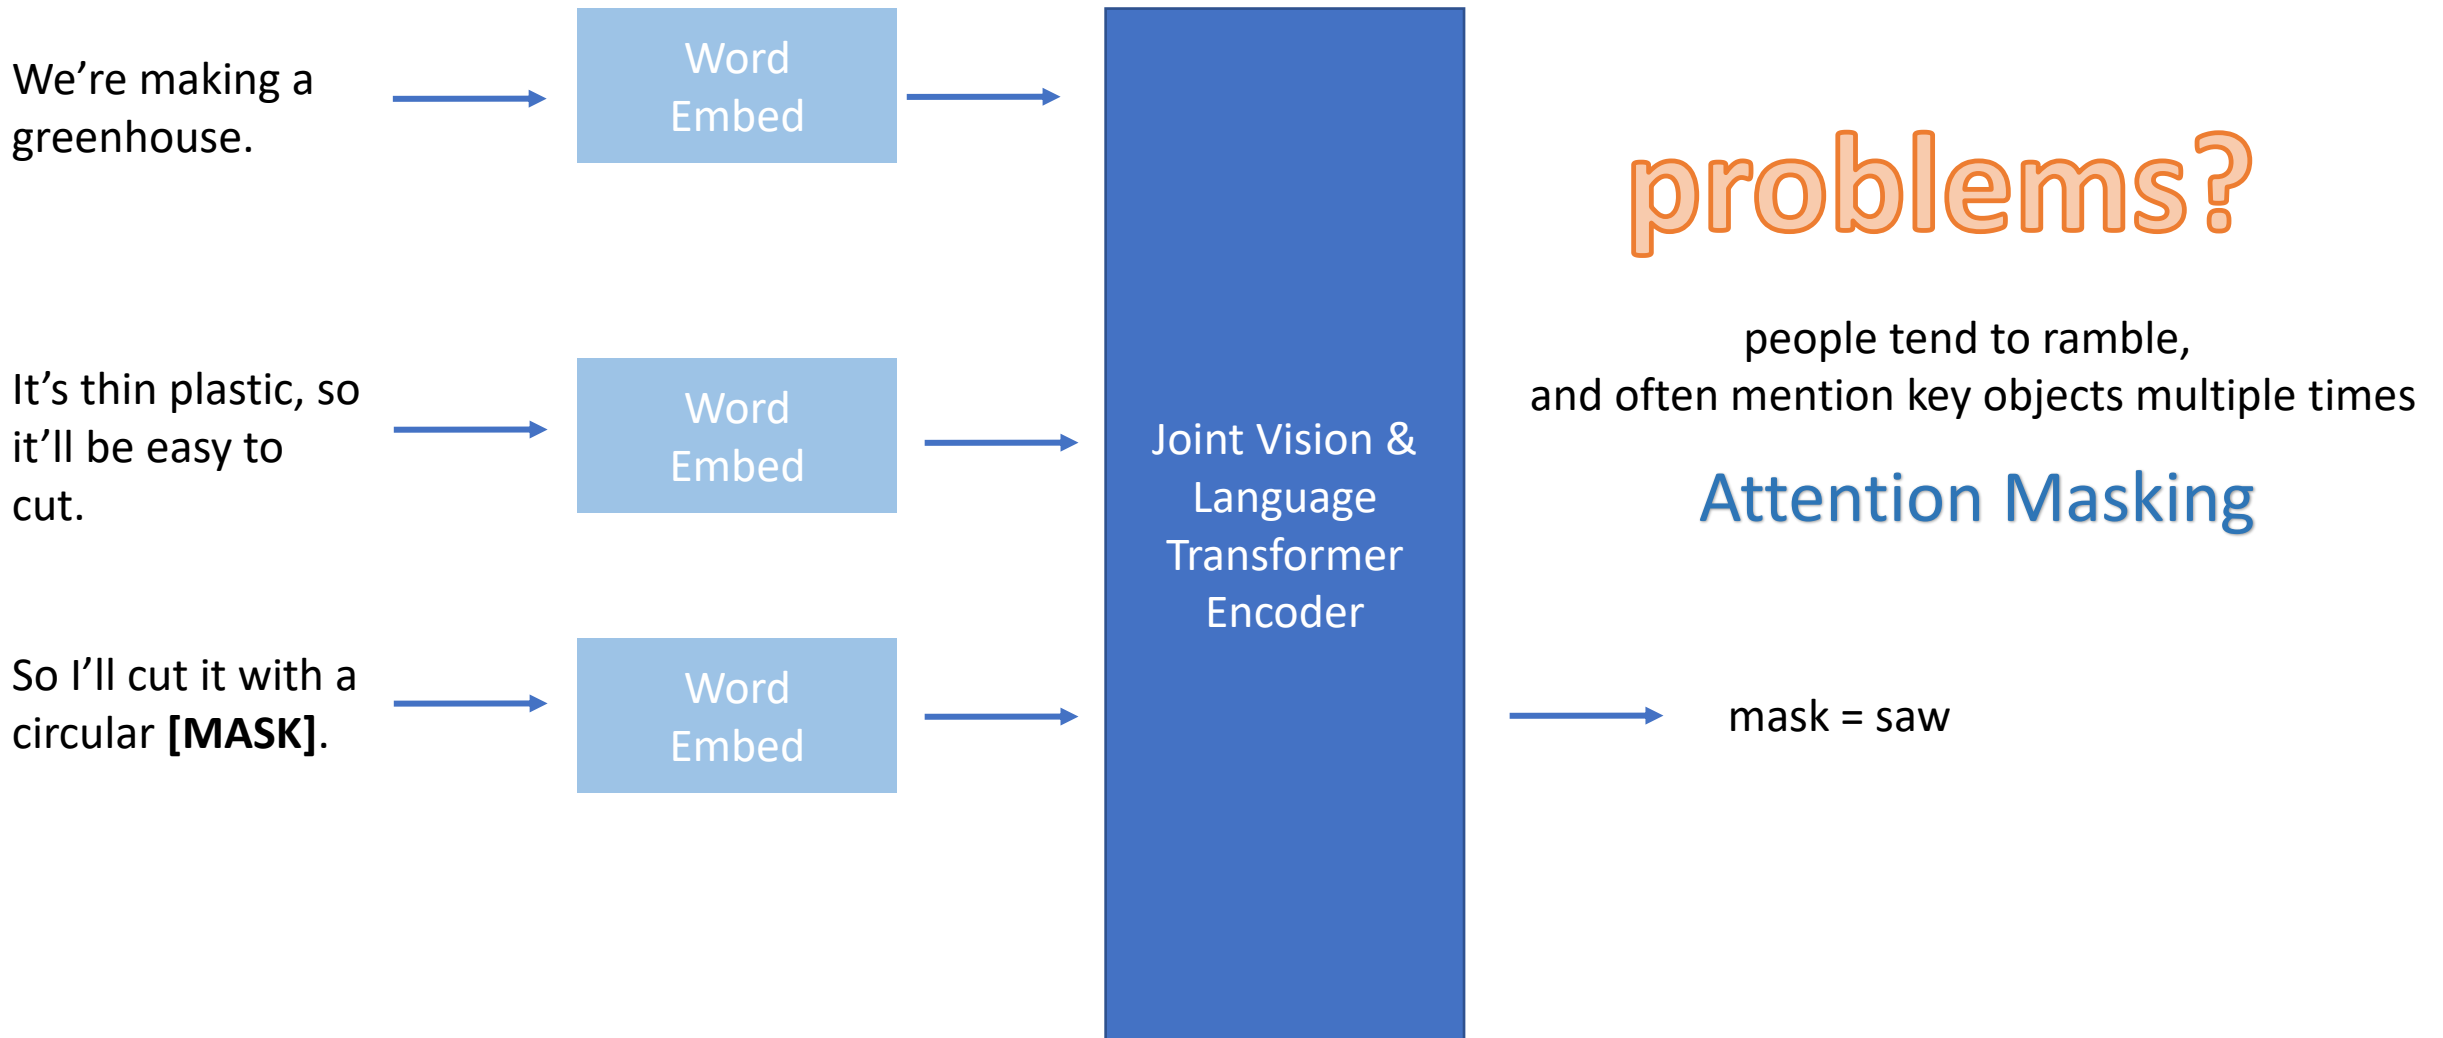 We’re making a
greenhouse.
Word
Embed
It’s thin plastic, so
it’ll be easy to
cut.
Word
Embed
So I’ll cut it with a
circular [MASK].
Word
Embed
Joint Vision &
Language
Transformer
Encoder
problems?
people tend to ramble,
and often mention key objects multiple times
Attention Masking
mask = saw